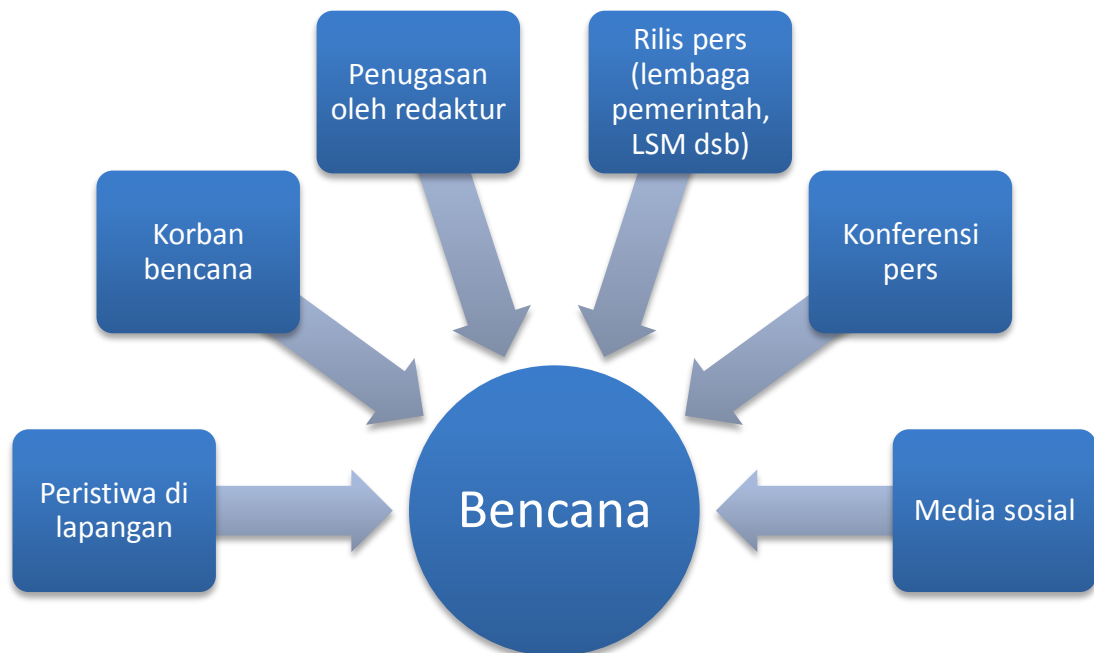 Peristiwa di
lapangan
Korban
bencana
Penugasan
oleh redaktur
Rilis pers
(lembaga
pemerintah,
LSM dsb)
Konferensi
pers
Media sosial
Bencana